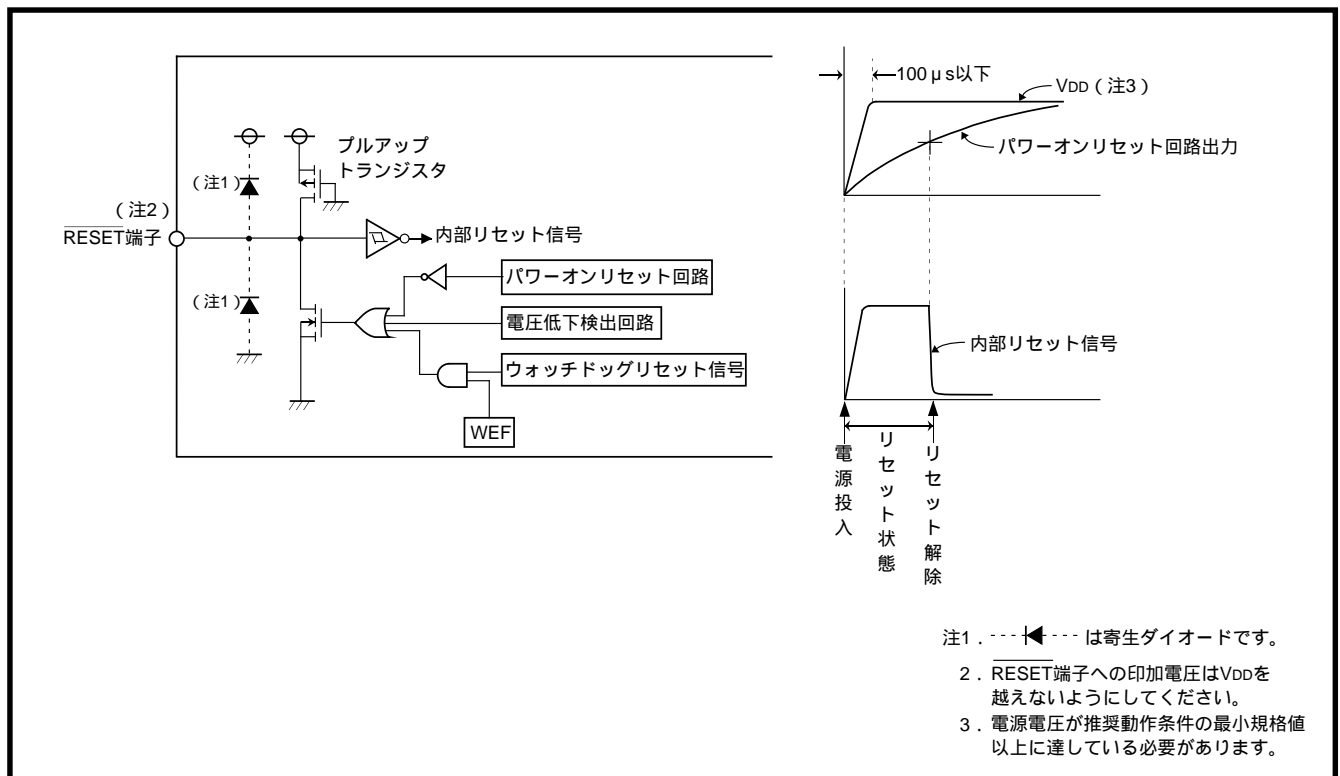 プルアップ
トランジスタ
（注1）
（注2）
RESET端子
内部リセット信号
パワーオンリセット回路
（注1）
電圧低下検出回路
ウォッチドッグリセット信号
WEF
100μs以下
VDD（注3）
パワーオンリセット回路出力
内部リセット信号
電源投入
リセット状態
リセット解除
注1. は寄生ダイオードです。
2. RESET端子への印加電圧はVDDを
越えないようにしてください。
3. 電源電圧が推奨動作条件の最小規格値
以上に達している必要があります。